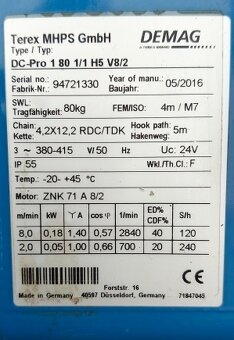 Terex MHPS GmbH
DEMAG
Type / Typ:
DC-Pro 1 80 1/1 H5 V8/2
Serial no.: 94721330 Year of manu.: 05/2016
Fabrik-Nr.: Baujahr:
SWL: 80kg FEM/ISO: 4m / M7
Tragfähigkeit:
Chain: 4,2X12,2 RDC/TDK Hook path: 5m
Kette: Hakenweg:
3 ~ 380-415 V/ 50 Hz Uc: 24V
IP 55 Wkl./Th.Cl.: F
Temp.: -20- +45 °C
Motor: ZNK 71 A 8/2
m/min kW A cos φ 1/min ED% CDF% S/h
8.0 0,18 1.40 0.57 2840 40 120
2.0 0,05 1.00 0.66 700 20 240
CE
Forststr. 16
Made in Germany 40597 Düsseldorf, Germany 71847045